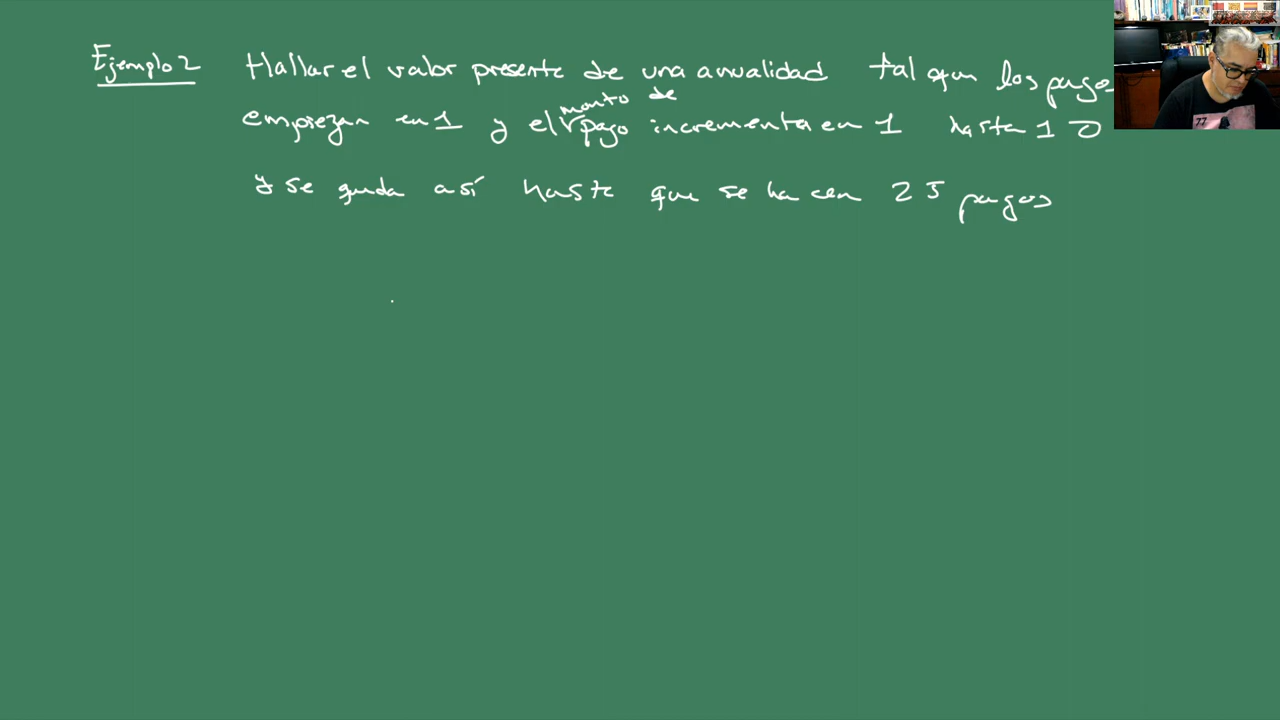 Ejemplo 2 Hallar el valor presente de una anualidad tal que los pagos
empiezan en 1 y el monto de pago incrementa en 1 hasta 10
y se queda así hasta que se hacen 25 pagos